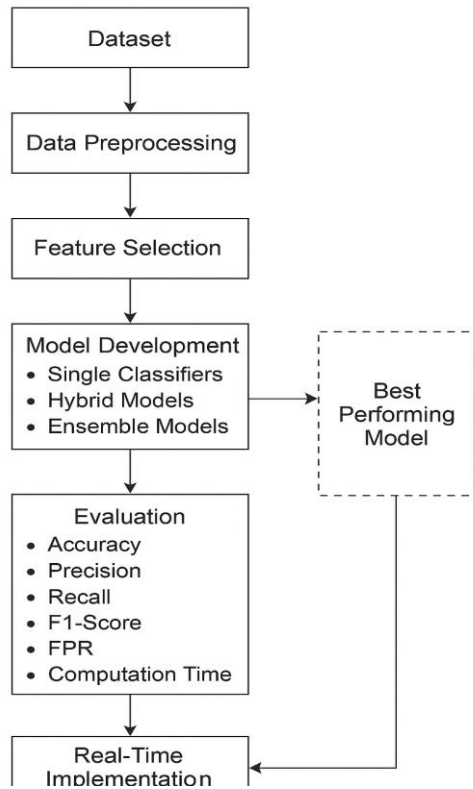 Dataset
Data Preprocessing
Feature Selection
Model Development
• Single Classifiers
• Hybrid Models
• Ensemble Models
Best
Performing
Model
Evaluation
• Accuracy
• Precision
• Recall
• F1-Score
• FPR
• Computation Time
Real-Time
Implementation